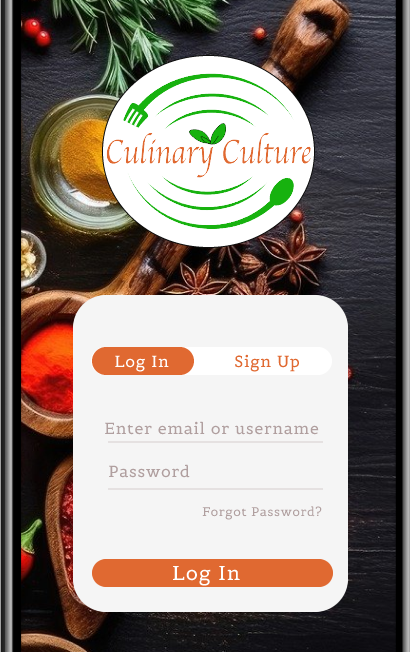 Culinary Culture
Log In Sign Up
Enter email or username
Password
Forgot Password?
Log In